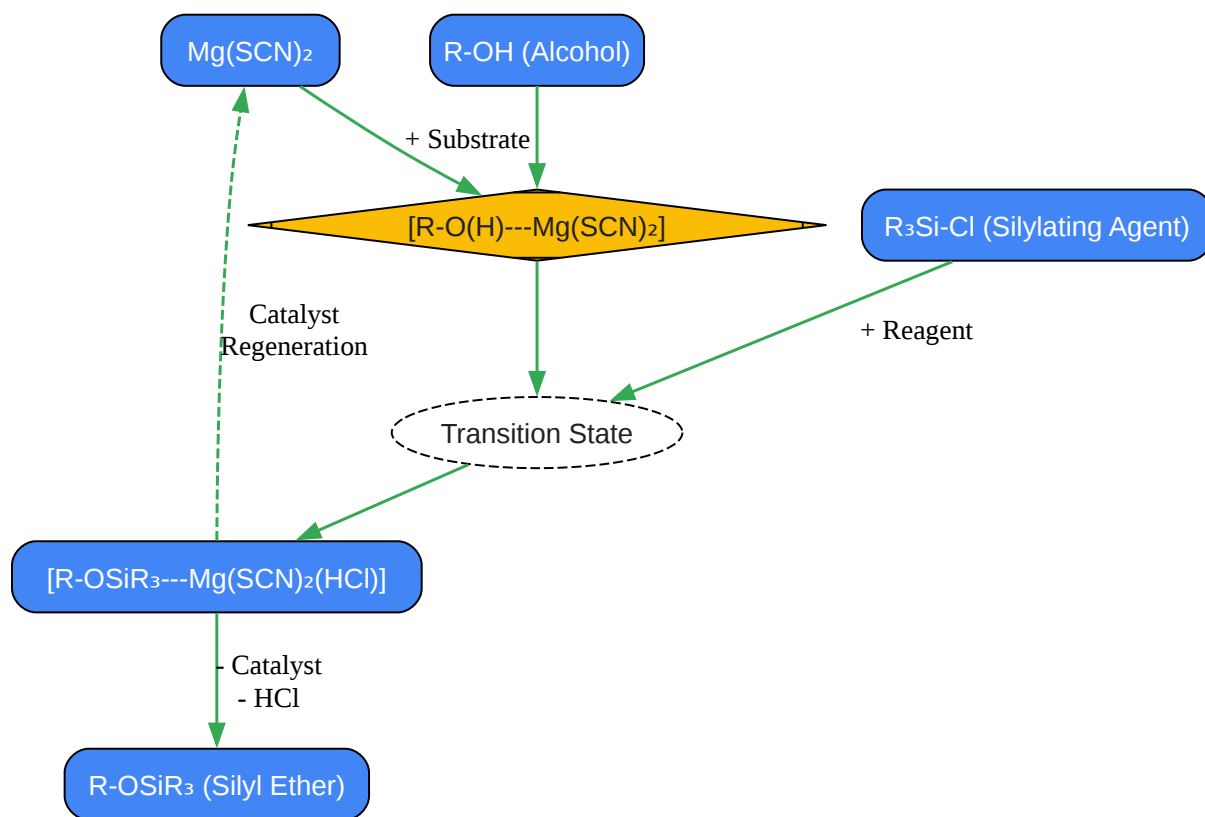 Mg(SCN)₂
R-OH (Alcohol)
+ Substrate
[R-O(H)---Mg(SCN)₂]
R₃Si-Cl (Silylating Agent)
Catalyst
Regeneration
+ Reagent
Transition State
[R-OSiR₃---Mg(SCN)₂(HCl)]
- Catalyst
- HCl
R-OSiR₃ (Silyl Ether)